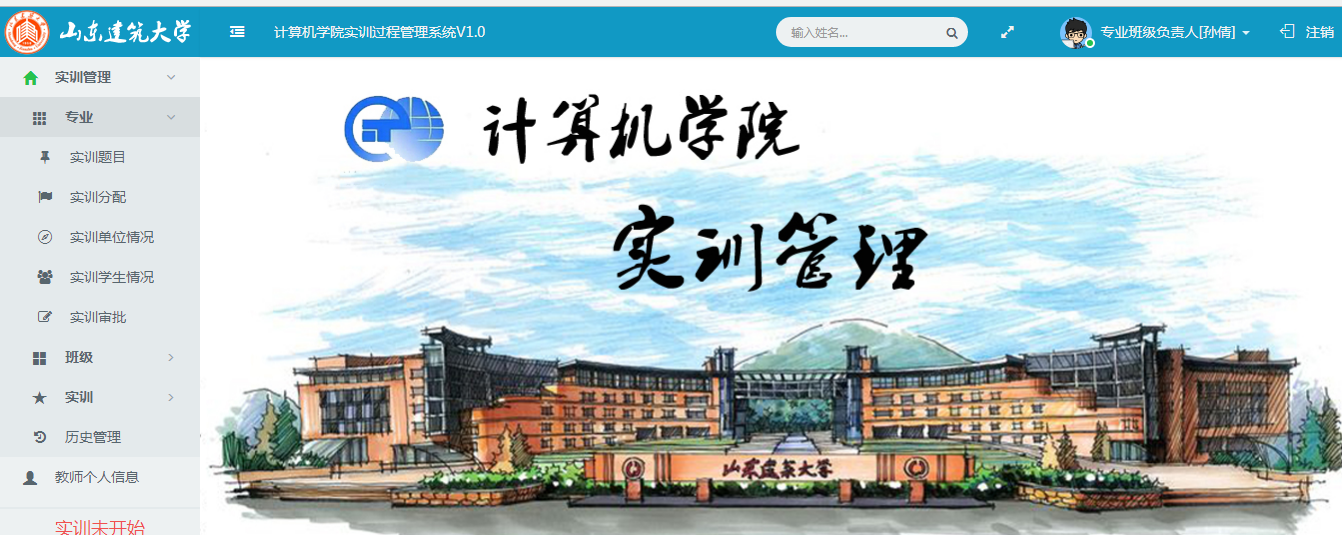 山东建筑大学
计算机学院实训过程管理系统V1.0
输入姓名...
专业班级负责人[孙倩]
注销
实训管理
专业
实训题目
实训分配
实训单位情况
实训学生情况
实训审批
班级
实训
历史管理
教师个人信息
实训未开始
计算机学院
实训管理
山东建筑大学